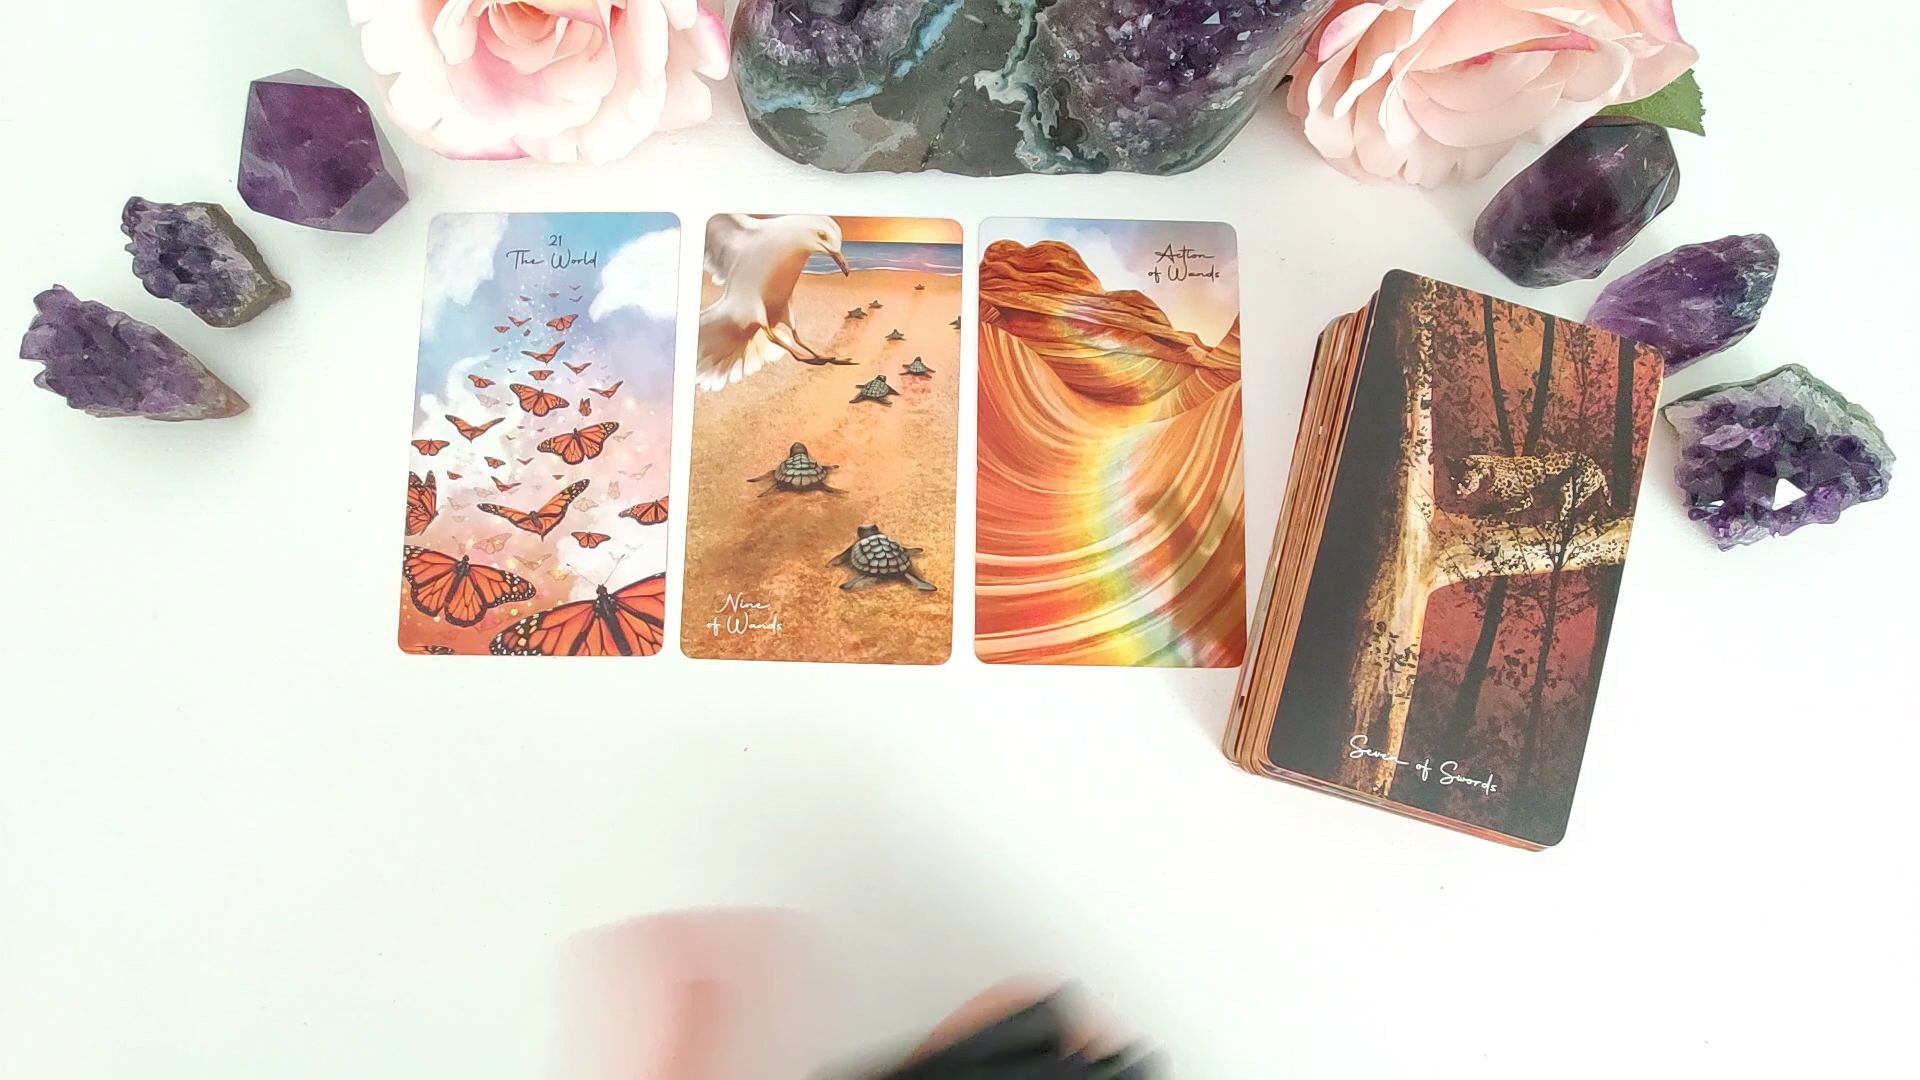 21
The World
Nine
of Wands
Action
of Wands
Seven of Swords